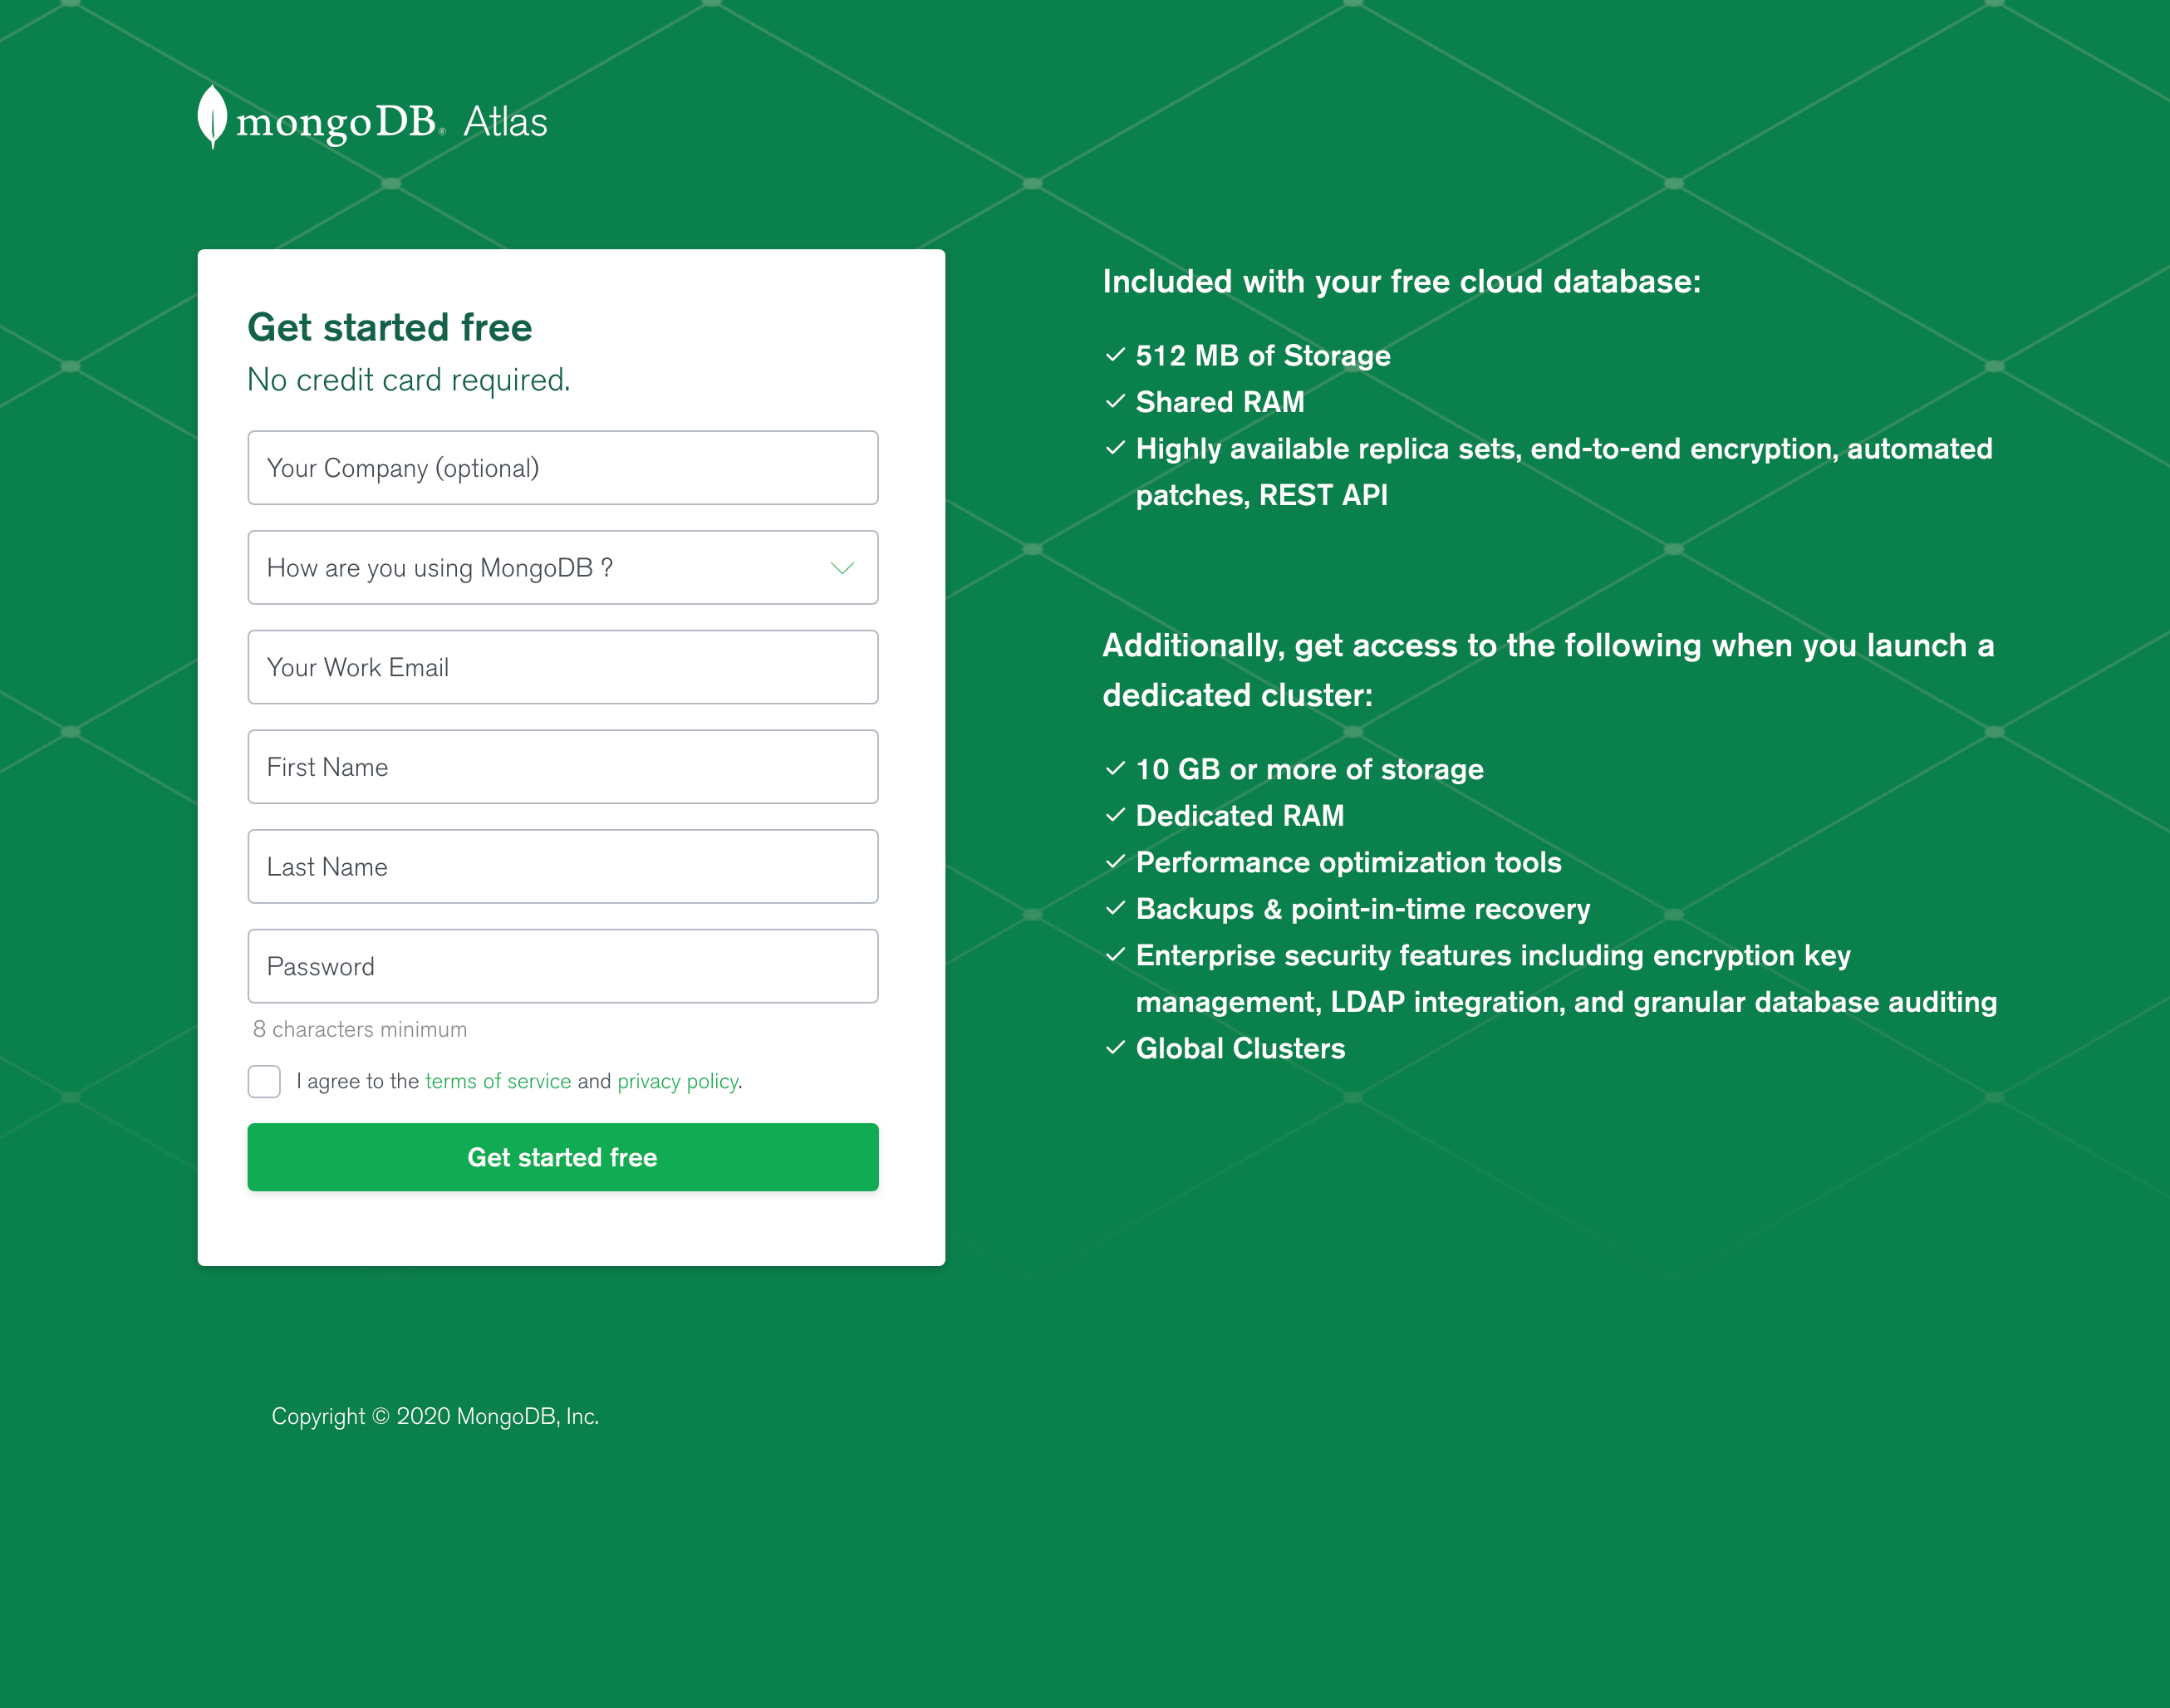 mongoDB® Atlas
Get started free
No credit card required.
Your Company (optional)
How are you using MongoDB ?
Your Work Email
First Name
Last Name
Password
8 characters minimum
I agree to the terms of service and privacy policy.
Get started free
Included with your free cloud database:
512 MB of Storage
Shared RAM
Highly available replica sets, end-to-end encryption, automated
patches, REST API
Additionally, get access to the following when you launch a
dedicated cluster:
10 GB or more of storage
Dedicated RAM
Performance optimization tools
Backups & point-in-time recovery
Enterprise security features including encryption key
management, LDAP integration, and granular database auditing
Global Clusters
Copyright © 2020 MongoDB, Inc.